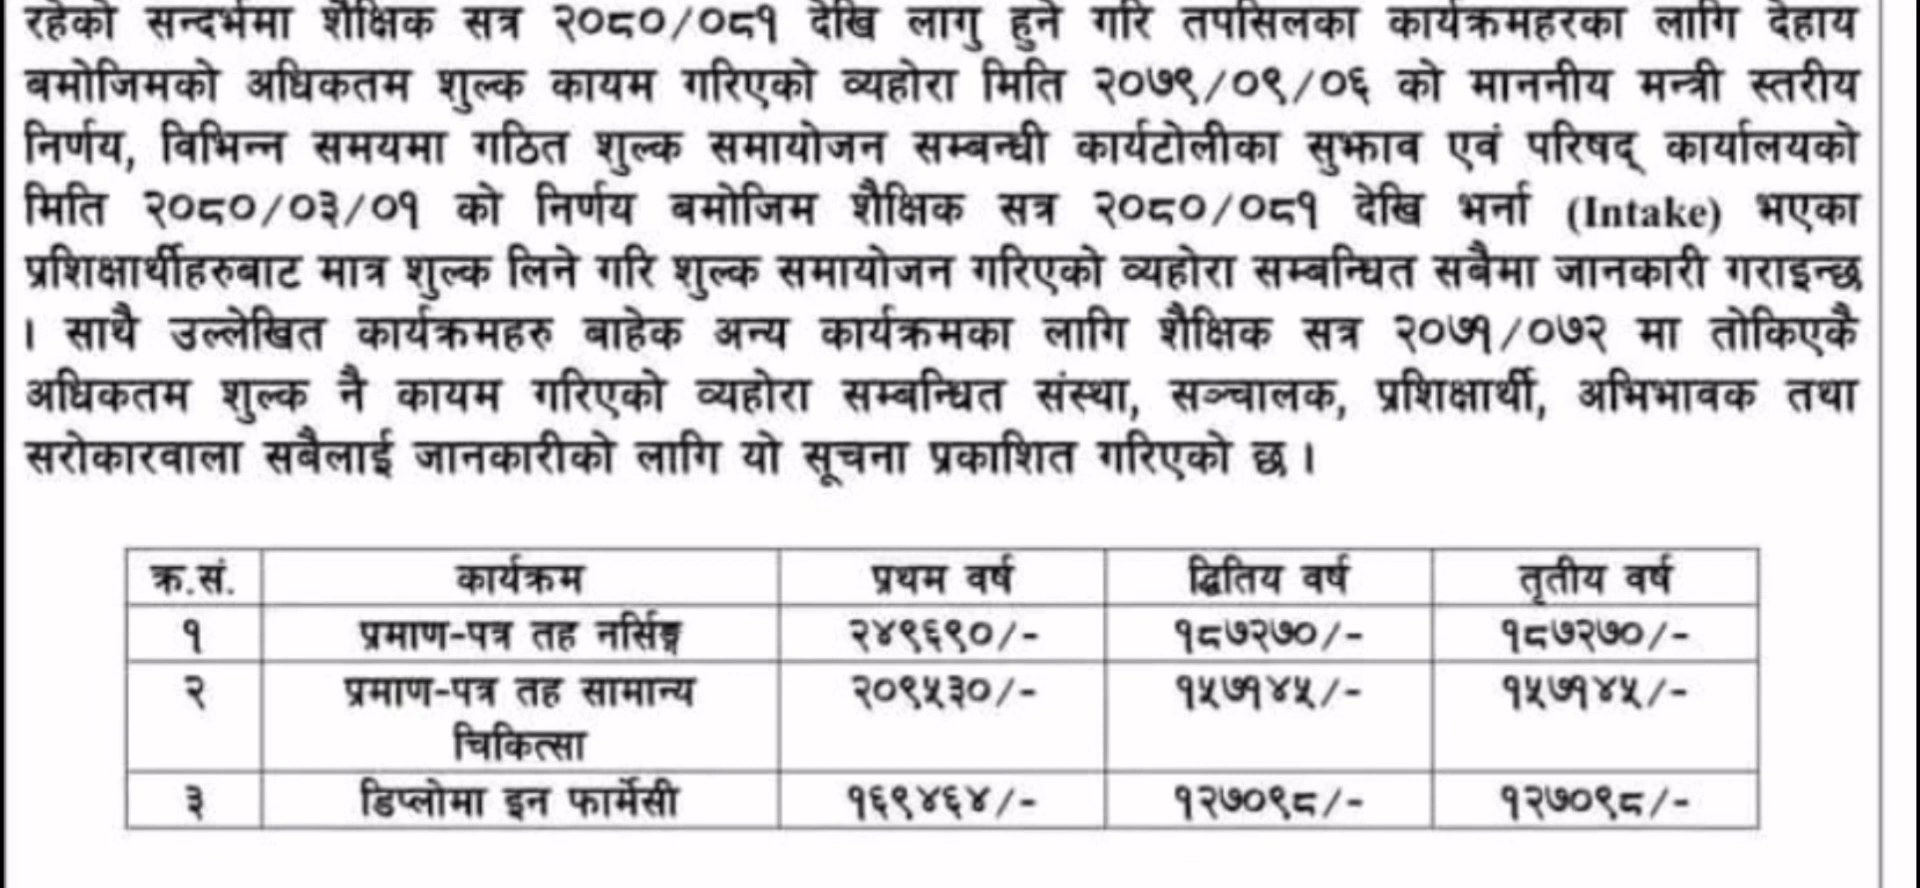 रहेको सन्दर्भमा शैक्षिक सत्र २०८०/०८१ देखि लागु हुने गरि तपसिलका कार्यक्रमहरुका लागि देहाय
बमोजिमको अधिकतम शुल्क कायम गरिएको व्यहोरा मिति २०७९/०९/०६ को माननीय मन्त्री स्तरीय
निर्णय, विभिन्न समयमा गठित शुल्क समायोजन सम्बन्धी कार्यटोलीका सुझाव एवं परिषद् कार्यालयको
मिति २०८०/०३/०१ को निर्णय बमोजिम शैक्षिक सत्र २०८०/०८१ देखि भर्ना (Intake) भएका
प्रशिक्षार्थीहरुबाट मात्र शुल्क लिने गरि शुल्क समायोजन गरिएको व्यहोरा सम्बन्धित सबैमा जानकारी गराइन्छ
। साथै उल्लेखित कार्यक्रमहरु बाहेक अन्य कार्यक्रमका लागि शैक्षिक सत्र २०७१/०७२ मा तोकिएकै
अधिकतम शुल्क नै कायम गरिएको व्यहोरा सम्बन्धित संस्था, सञ्चालक, प्रशिक्षार्थी, अभिभावक तथा
सरोकारवाला सबैलाई जानकारीको लागि यो सूचना प्रकाशित गरिएको छ ।
क्र.सं. कार्यक्रम प्रथम वर्ष द्वितिय वर्ष तृतीय वर्ष
१ प्रमाण-पत्र तह नर्सिङ्ग २४९६९०/- १८७२७०/- १८७२७०/-
२ प्रमाण-पत्र तह सामान्य २०९५३०/- १५७१४५/- १५७१४५/-
चिकित्सा
३ डिप्लोमा इन फार्मेसी १६९४६४/- १२७०९८/- १२७०९८/-